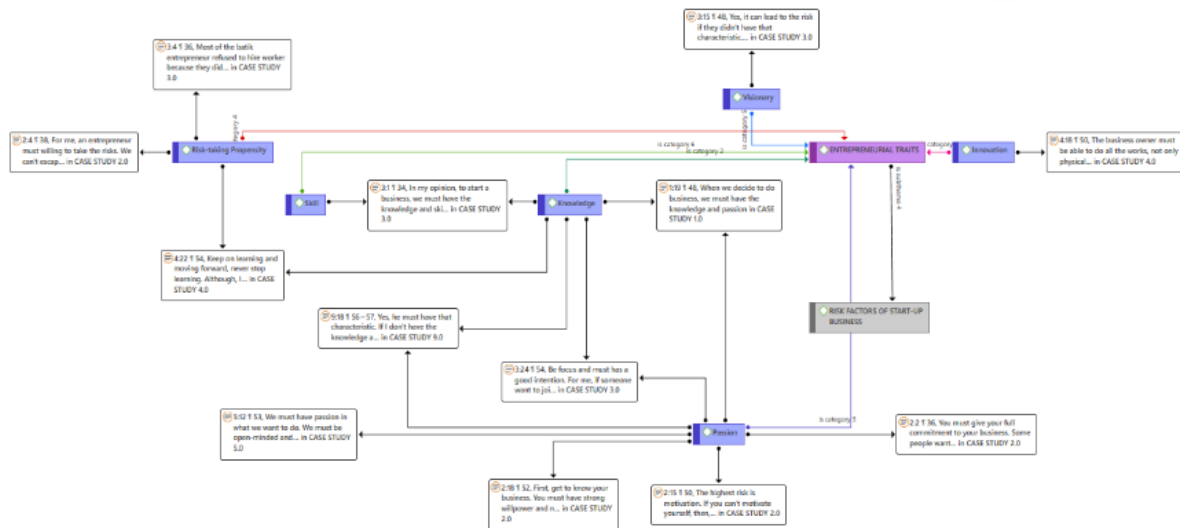 3:15 ¶ 48, Yes, it can lead to the risk
if they didn't have that
characteristic.... in CASE STUDY 3.0
3:4 ¶ 36, Most of the batik
entrepreneur refused to hire worker
because they did... in CASE STUDY
3.0
Visionary
2:4 ¶ 38, For me, an entrepreneur
must willing to take the risks. We
can't escap... in CASE STUDY 2.0
Risk-taking Propensity
is category 6
is category 2
ENTREPRENEURIAL TRAITS
category
Innovation
4:18 ¶ 50, The business owner must
be able to do all the works, not only
physical... in CASE STUDY 4.0
Skill
3:1 ¶ 34, In my opinion, to start a
business, we must have the
knowledge and ski... in CASE STUDY
3.0
Knowledge
1:19 ¶ 48, When we decide to do
business, we must have the
knowledge and passion in CASE
STUDY 1.0
is subtheme 4
4:22 ¶ 54, Keep on learning and
moving forward, never stop
learning. Although, I... in CASE
STUDY 4.0
9:18 ¶ 56 – 57, Yes, he must have that
characteristic. If I don't have the
knowledge a... in CASE STUDY 9.0
RISK FACTORS OF START-UP
BUSINESS
3:24 ¶ 54, Be focus and must has a
good intention. For me, if someone
want to joi... in CASE STUDY 3.0
5:12 ¶ 53, We must have passion in
what we want to do. We must be
open-minded and... in CASE STUDY
5.0
Passion
is category 3
2:2 ¶ 36, You must give your full
commitment to your business. Some
people want... in CASE STUDY 2.0
2:18 ¶ 52, First, get to know your
business. You must have strong
willpower and n... in CASE STUDY
2.0
2:15 ¶ 50, The highest risk is
motivation. If you can't motivate
yourself, then,... in CASE STUDY 2.0